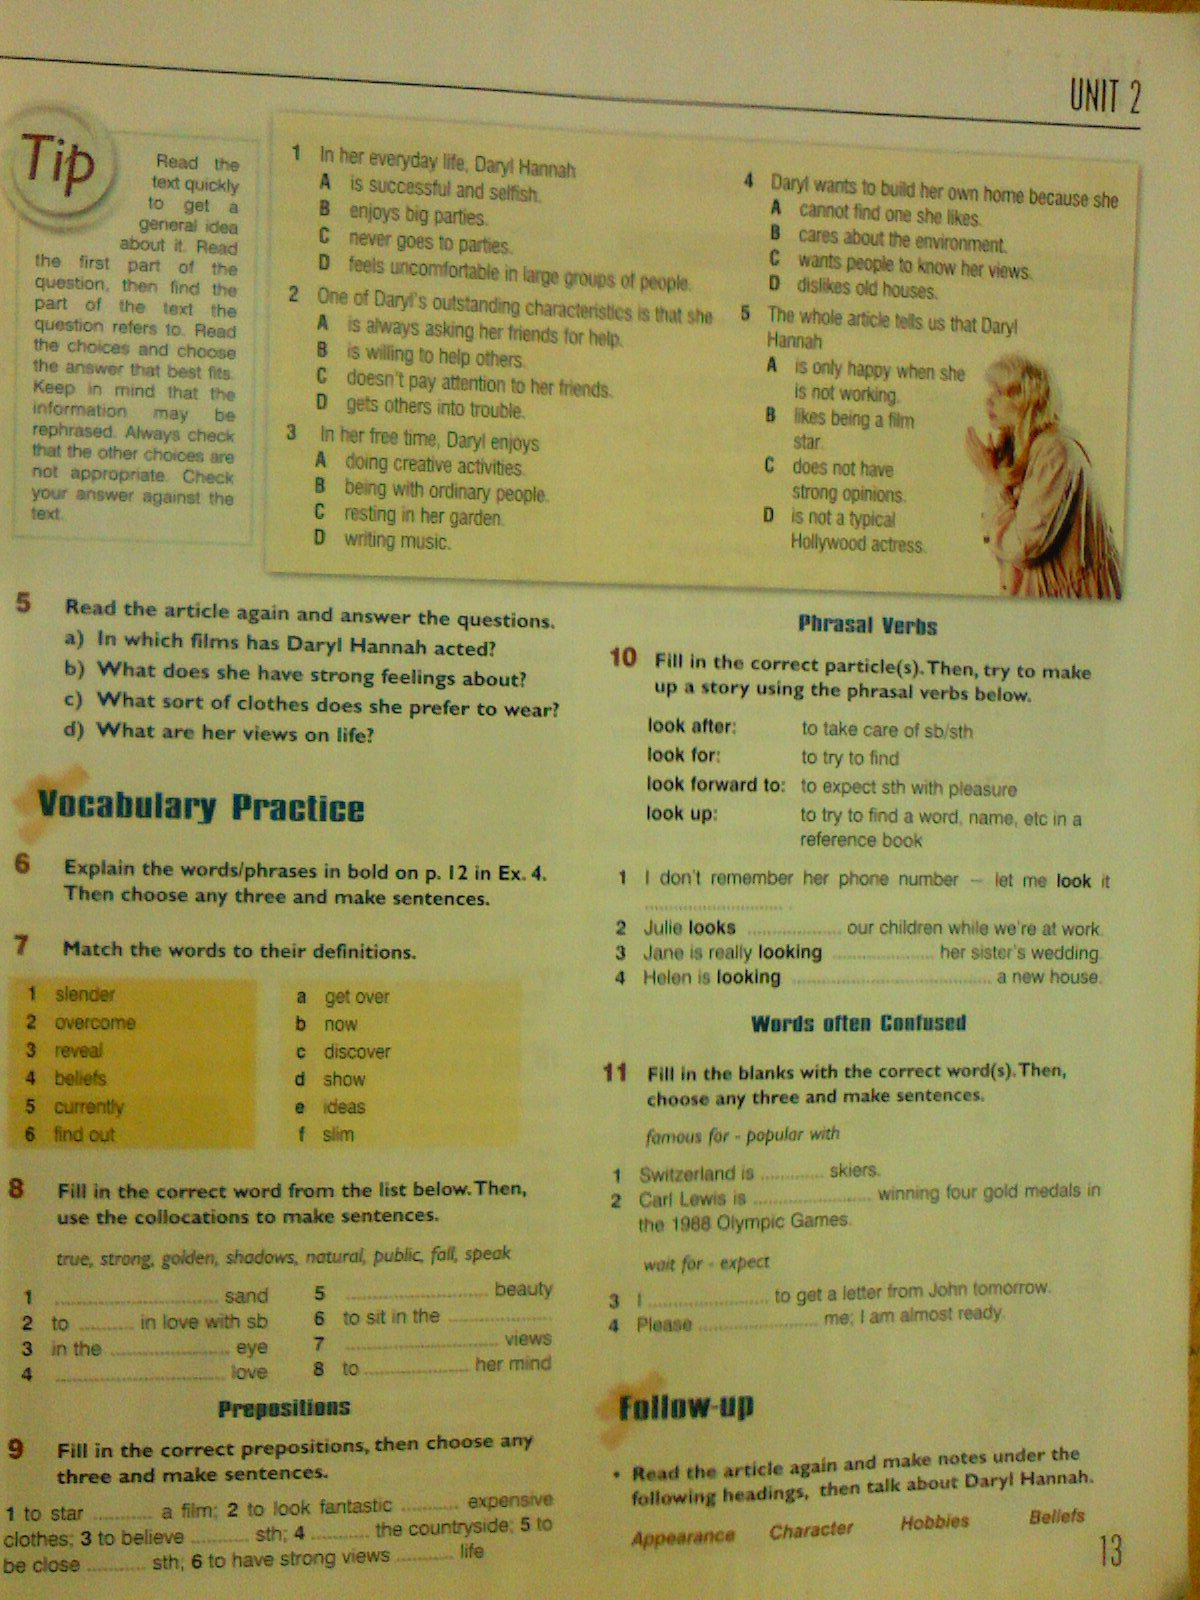 UNIT 2
Tip
Read the
text quickly
to get a
general idea
about it. Read
the first part of the
question, then find the
part of the text the
question refers to. Read
the choices and choose
the answer that best fits.
Keep in mind that the
information may be
rephrased. Always check
that the other choices are
not appropriate. Check
your answer against the
text.
1 In her everyday life, Daryl Hannah
A is successful and selfish.
B enjoys big parties.
C never goes to parties.
D feels uncomfortable in large groups of people.
2 One of Daryl's outstanding characteristics is that she
A is always asking her friends for help.
B is willing to help others.
C doesn't pay attention to her friends.
D gets others into trouble.
3 In her free time, Daryl enjoys
A doing creative activities.
B being with ordinary people.
C resting in her garden.
D writing music.
4 Daryl wants to build her own home because she
A cannot find one she likes.
B cares about the environment.
C wants people to know her views.
D dislikes old houses.
5 The whole article tells us that Daryl
Hannah
A is only happy when she
is not working.
B likes being a film
star.
C does not have
strong opinions.
D is not a typical
Hollywood actress.
5 Read the article again and answer the questions.
a) In which films has Daryl Hannah acted?
b) What does she have strong feelings about?
c) What sort of clothes does she prefer to wear?
d) What are her views on life?
Vocabulary Practice
6 Explain the words/phrases in bold on p. 12 in Ex. 4.
Then choose any three and make sentences.
7 Match the words to their definitions.
1 slender a get over
2 overcome b now
3 reveal c discover
4 beliefs d show
5 currently e ideas
6 find out f slim
8 Fill in the correct word from the list below. Then,
use the collocations to make sentences.
true, strong, golden, shadows, natural, public, fall, speak
1 .............................. sand
2 to .......... in love with sb
3 in the ...................... eye
4 .............................. love
5 ......................... beauty
6 to sit in the ..................
7 ........................... views
8 to .................. her mind
Prepositions
9 Fill in the correct prepositions, then choose any
three and make sentences.
1 to star ........... a film; 2 to look fantastic .......... expensive
clothes; 3 to believe .......... sth; 4 .......... the countryside; 5 to
be close .......... sth; 6 to have strong views .......... life
Phrasal Verbs
10 Fill in the correct particle(s). Then, try to make
up a story using the phrasal verbs below.
look after: to take care of sb/sth
look for: to try to find
look forward to: to expect sth with pleasure
look up: to try to find a word, name, etc in a
reference book
1 I don't remember her phone number – let me look it
..........................
2 Julie looks .................. our children while we're at work.
3 Jane is really looking .................... her sister's wedding.
4 Helen is looking ...................................... a new house.
Words often Confused
11 Fill in the blanks with the correct word(s). Then,
choose any three and make sentences.
famous for - popular with
1 Switzerland is ............ skiers.
2 Carl Lewis is ...................... winning four gold medals in
the 1988 Olympic Games.
wait for - expect
3 I ............................ to get a letter from John tomorrow.
4 Please ....................... me; I am almost ready.
Follow-up
• Read the article again and make notes under the
following headings, then talk about Daryl Hannah.
Appearance Character Hobbies Beliefs
13